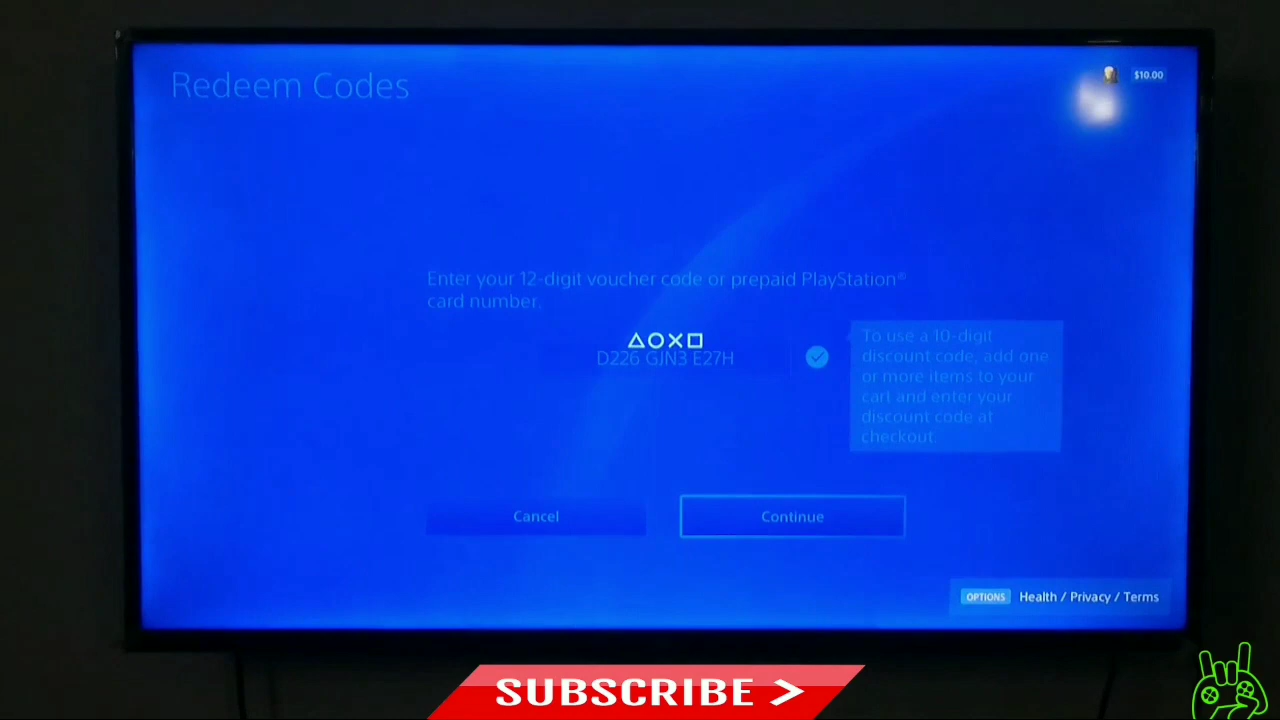 Redeem Codes
$10.00
Enter your 12-digit voucher code or prepaid PlayStation®
card number.
D226 GJN3 E27H
To use a 10-digit
discount code, add one
or more items to your
cart and enter your
discount code at
checkout.
Cancel
Continue
OPTIONS Health / Privacy / Terms
SUBSCRIBE >